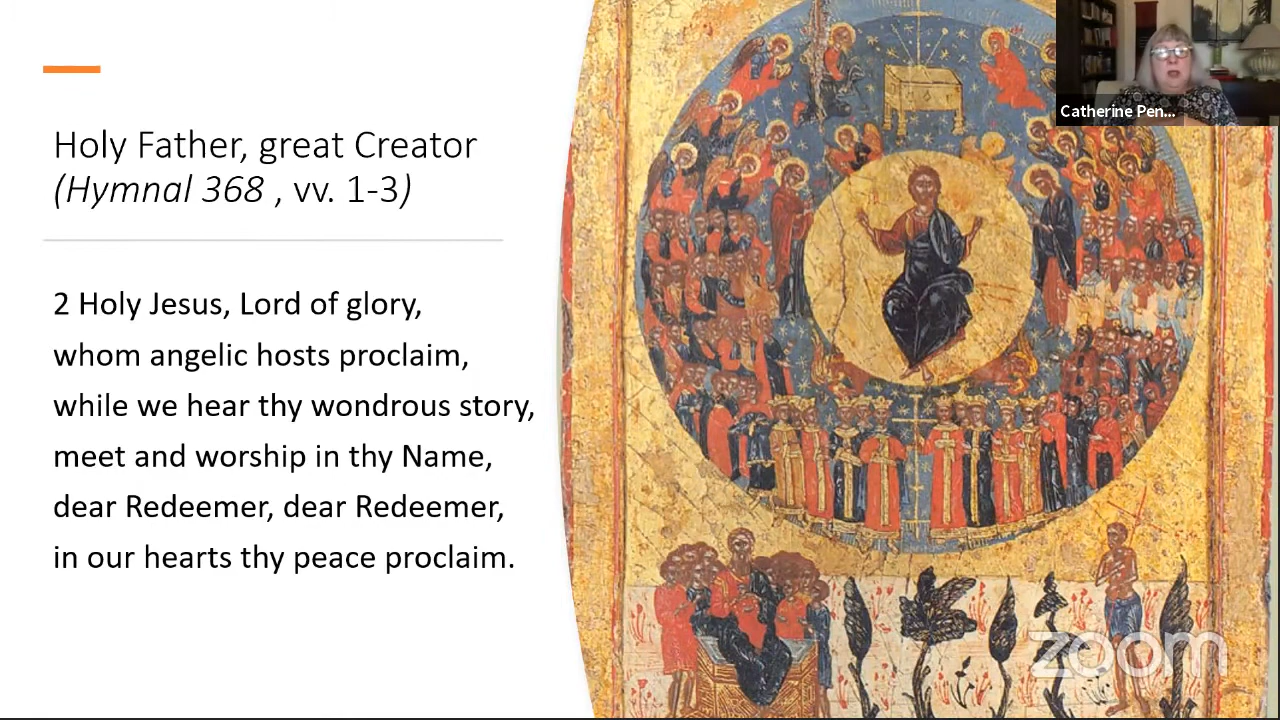 Holy Father, great Creator
(Hymnal 368 , vv. 1-3)
2 Holy Jesus, Lord of glory,
whom angelic hosts proclaim,
while we hear thy wondrous story,
meet and worship in thy Name,
dear Redeemer, dear Redeemer,
in our hearts thy peace proclaim.
Catherine Pen...
zoom